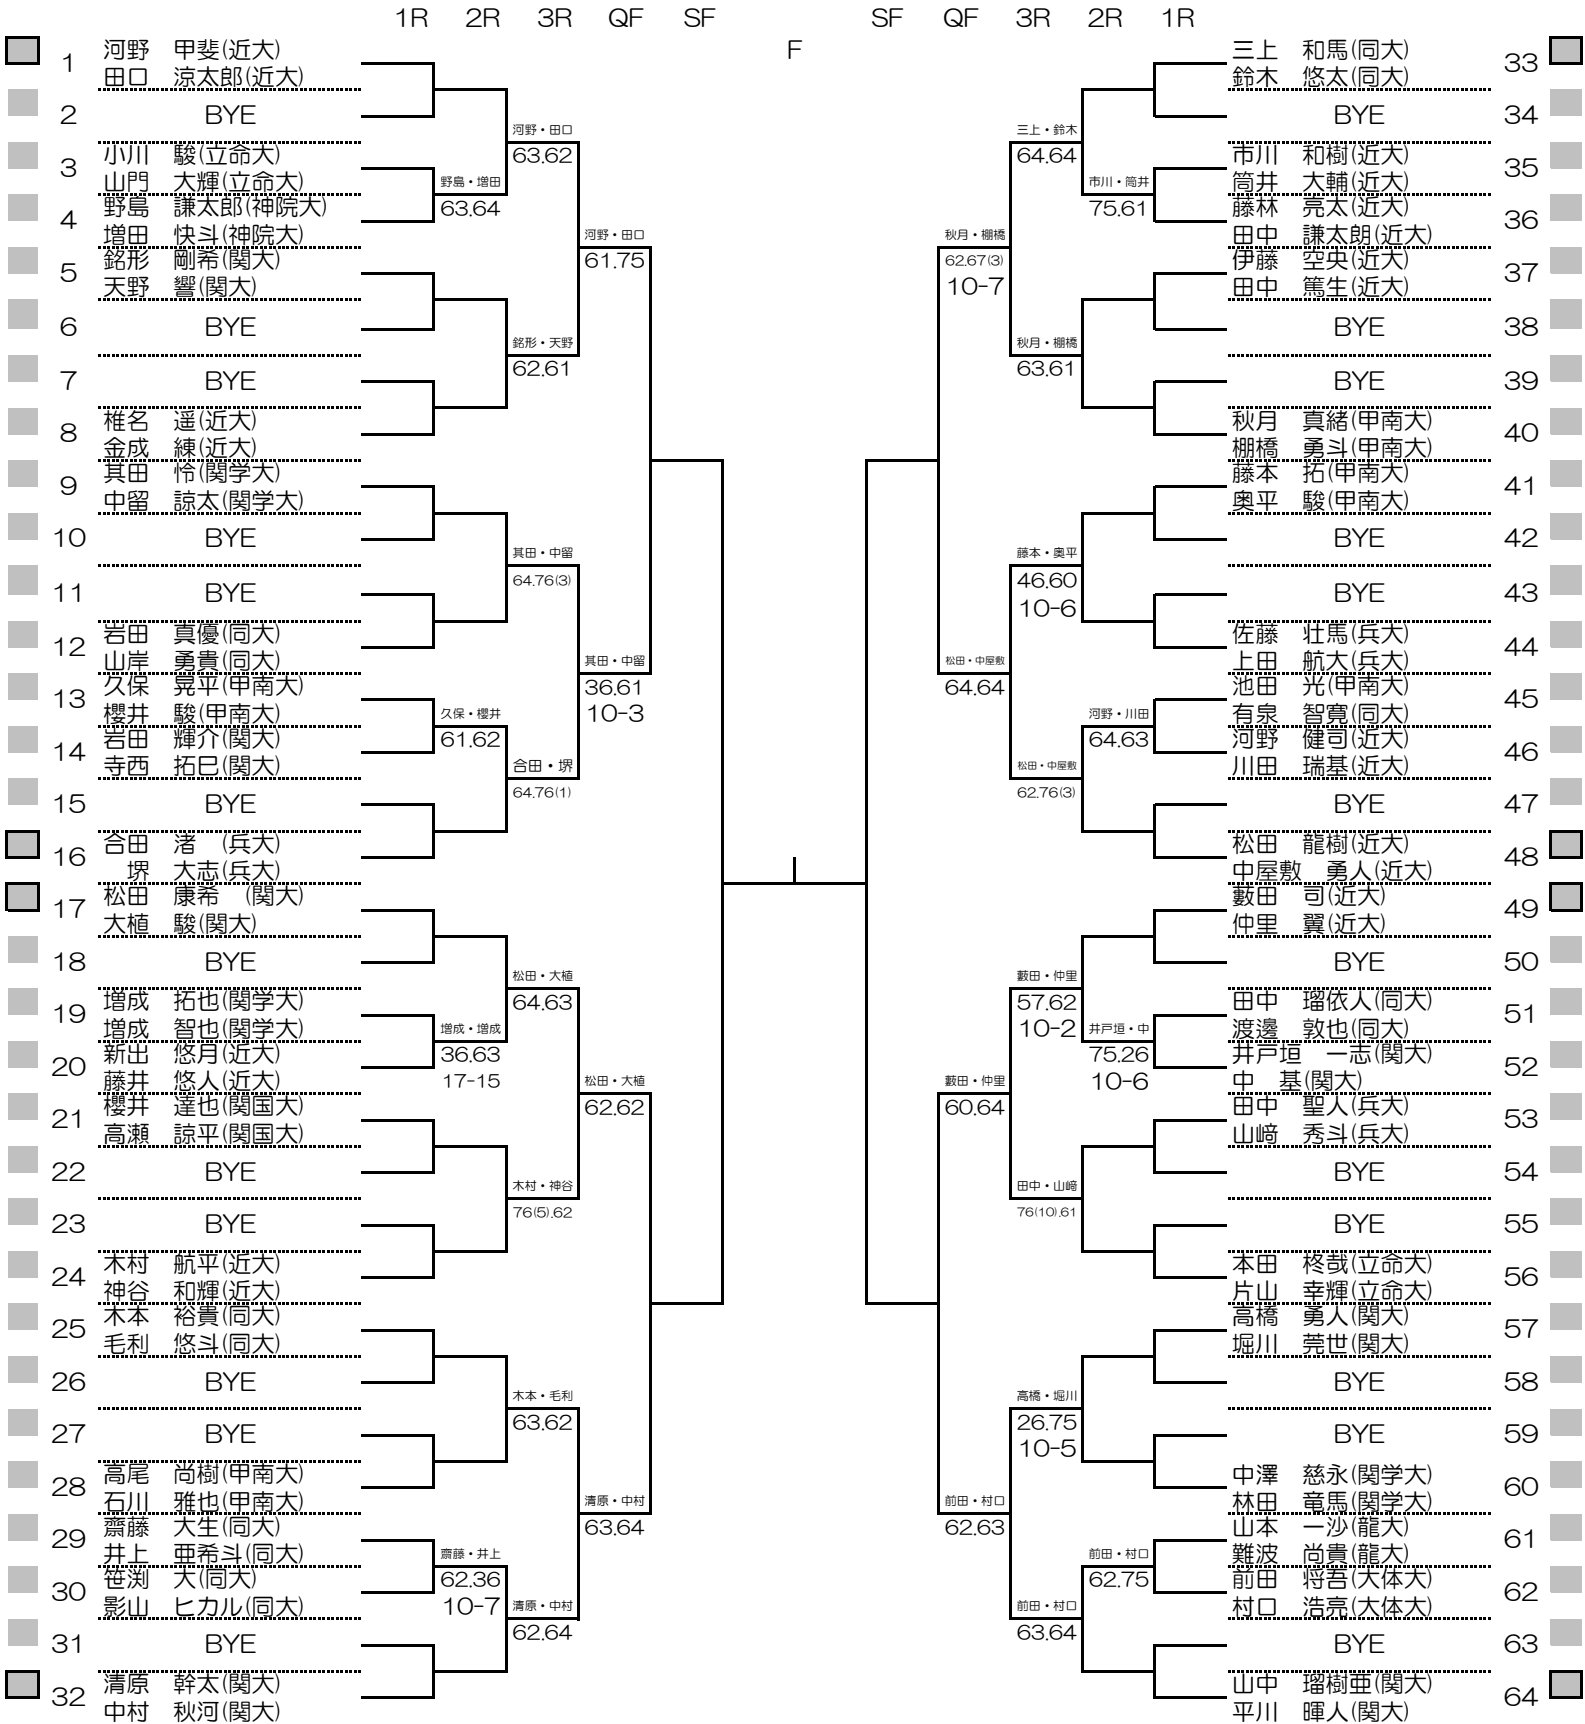 1R 2R 3R QF SF F SF QF 3R 2R 1R
1 河野 甲斐(近大)
田口 涼太郎(近大)
2 BYE
3 小川 駿(立命大)
山門 大輝(立命大)
4 野島 謙太郎(神院大)
増田 快斗(神院大)
5 銘形 剛希(関大)
天野 響(関大)
6 BYE
7 BYE
8 椎名 遥(近大)
金成 練(近大)
9 其田 怜(関学大)
中留 諒太(関学大)
10 BYE
11 BYE
12 岩田 真優(同大)
山岸 勇貴(同大)
13 久保 晃平(甲南大)
櫻井 駿(甲南大)
14 岩田 輝介(関大)
寺西 拓巳(関大)
15 BYE
16 合田 渚 (兵大)
堺 大志(兵大)
17 松田 康希 (関大)
大植 駿(関大)
18 BYE
19 増成 拓也(関学大)
増成 智也(関学大)
20 新出 悠月(近大)
藤井 悠人(近大)
21 櫻井 達也(関国大)
高瀬 諒平(関国大)
22 BYE
23 BYE
24 木村 航平(近大)
神谷 和輝(近大)
25 木本 裕貴(同大)
毛利 悠斗(同大)
26 BYE
27 BYE
28 高尾 尚樹(甲南大)
石川 雅也(甲南大)
29 齋藤 大生(同大)
井上 亜希斗(同大)
30 笹渕 大(同大)
影山 ヒカル(同大)
31 BYE
32 清原 幹太(関大)
中村 秋河(関大)
野島・増田
63.64
久保・櫻井
61.62
増成・増成
36.63
17-15
齋藤・井上
62.36
10-7
河野・田口
63.62
銘形・天野
62.61
其田・中留
64.76(3)
合田・堺
64.76(1)
松田・大植
64.63
木村・神谷
76(5).62
木本・毛利
63.62
清原・中村
62.64
河野・田口
61.75
其田・中留
36.61
10-3
松田・大植
62.62
清原・中村
63.64
秋月・棚橋
62.67(3)
10-7
松田・中屋敷
64.64
藪田・仲里
60.64
前田・村口
62.63
三上・鈴木
64.64
秋月・棚橋
63.61
藤本・奥平
46.60
10-6
松田・中屋敷
62.76(3)
藪田・仲里
57.62
10-2
田中・山﨑
76(10).61
高橋・堀川
26.75
10-5
前田・村口
63.64
市川・筒井
75.61
河野・川田
64.63
井戸垣・中
75.26
10-6
前田・村口
62.75
三上 和馬(同大) 33
鈴木 悠太(同大)
BYE 34
市川 和樹(近大) 35
筒井 大輔(近大)
藤林 亮太(近大) 36
田中 謙太朗(近大)
伊藤 空央(近大) 37
田中 篤生(近大)
BYE 38
BYE 39
秋月 真緒(甲南大) 40
棚橋 勇斗(甲南大)
藤本 拓(甲南大) 41
奥平 駿(甲南大)
BYE 42
BYE 43
佐藤 壮馬(兵大) 44
上田 航大(兵大)
池田 光(甲南大) 45
有泉 智寛(同大)
河野 健司(近大) 46
川田 瑞基(近大)
BYE 47
松田 龍樹(近大) 48
中屋敷 勇人(近大)
藪田 司(近大) 49
仲里 翼(近大)
BYE 50
田中 瑠依人(同大) 51
渡邊 敦也(同大)
井戸垣 一志(関大) 52
中 基(関大)
田中 聖人(兵大) 53
山﨑 秀斗(兵大)
BYE 54
BYE 55
本田 柊哉(立命大) 56
片山 幸輝(立命大)
高橋 勇人(関大) 57
堀川 莞世(関大)
BYE 58
BYE 59
中澤 慈永(関学大) 60
林田 竜馬(関学大)
山本 一沙(龍大) 61
難波 尚貴(龍大)
前田 将吾(大体大) 62
村口 浩亮(大体大)
BYE 63
山中 瑠樹亜(関大) 64
平川 暉人(関大)